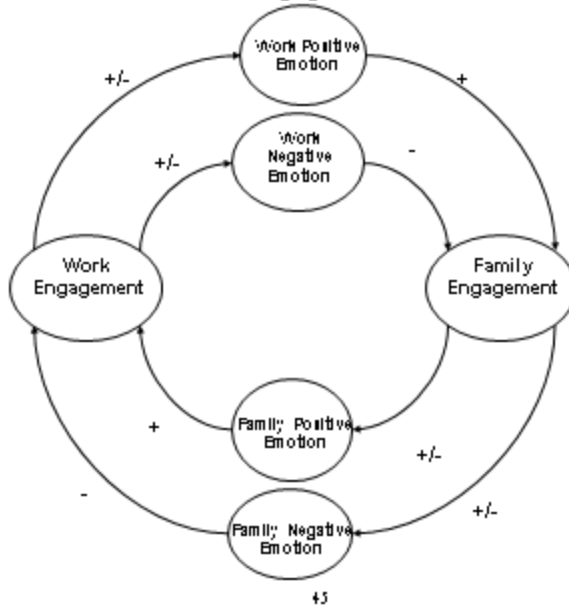 Work Positive
Emotion
+/-
+
Work
Negative
Emotion
+/-
-
Work
Engagement
Family
Engagement
Family Positive
Emotion
+
+/-
-
+/-
Family Negative
Emotion
45